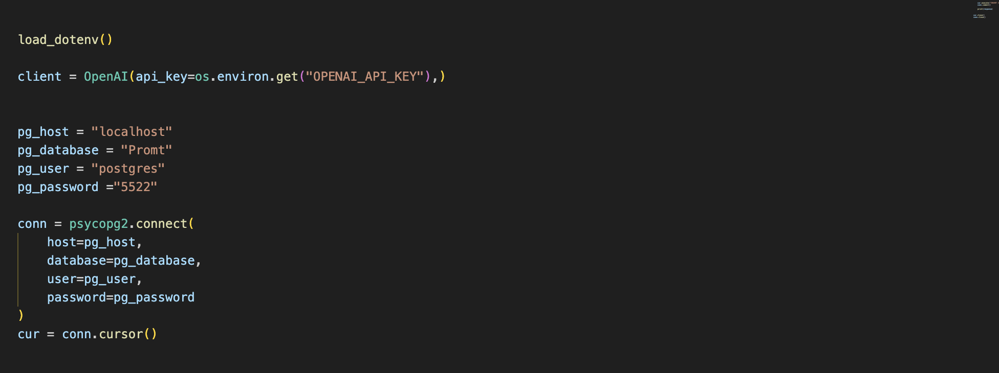 load_dotenv()
client = OpenAI(api_key=os.environ.get("OPENAI_API_KEY"),)
pg_host = "localhost"
pg_database = "Promt"
pg_user = "postgres"
pg_password ="5522"
conn = psycopg2.connect(
    host=pg_host,
    database=pg_database,
    user=pg_user,
    password=pg_password
)
cur = conn.cursor()